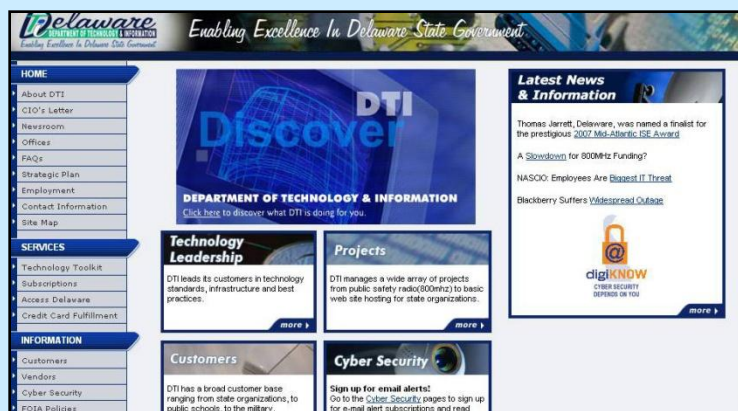 Delaware
DEPARTMENT OF TECHNOLOGY & INFORMATION
Enabling Excellence In Delaware State Government
Enabling Excellence In Delaware State Government
HOME
About DTI
CIO's Letter
Newsroom
Offices
FAQs
Strategic Plan
Employment
Contact Information
Site Map
SERVICES
Technology Toolkit
Subscriptions
Access Delaware
Credit Card Fulfillment
INFORMATION
Customers
Vendors
Cyber Security
FOIA Policies
DTI
Discover
DEPARTMENT OF TECHNOLOGY & INFORMATION
Click here to discover what DTI is doing for you.
Technology
Leadership
DTI leads its customers in technology
standards, infrastructure and best
practices.
more
Projects
DTI manages a wide array of projects
from public safety radio(800mhz) to basic
web site hosting for state organizations.
more
Customers
DTI has a broad customer base
ranging from state organizations, to
public schools, to the military,
Cyber Security
Sign up for email alerts!
Go to the Cyber Security pages to sign up
for e-mail alert subscriptions and read
Latest News
& Information
Thomas Jarrett, Delaware, was named a finalist for
the prestigious 2007 Mid-Atlantic ISE Award
A Slowdown for 800MHz Funding?
NASCIO: Employees Are Biggest IT Threat
Blackberry Suffers Widespread Outage
@
digiKNOW
CYBER SECURITY
DEPENDS ON YOU
more